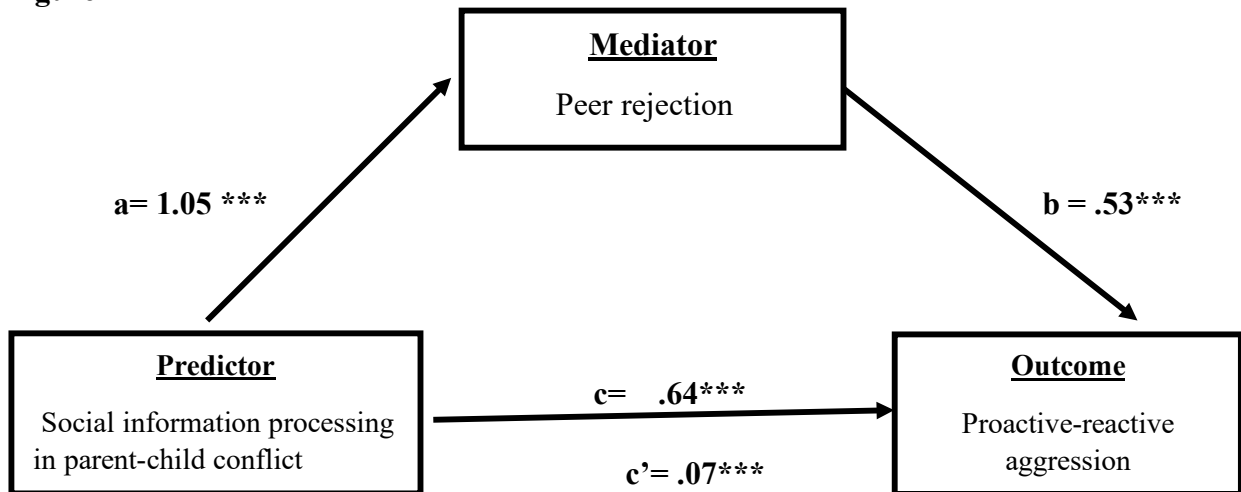 Mediator
Peer rejection
a= 1.05 ***
b = .53***
Predictor
Social information processing
in parent-child conflict
c= .64***
c’= .07***
Outcome
Proactive-reactive
aggression